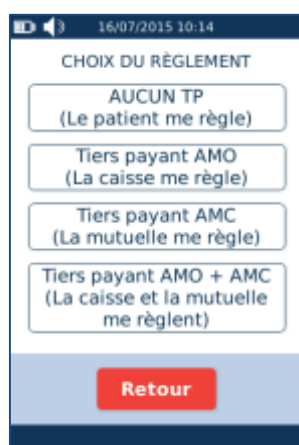 16/07/2015 10:14
CHOIX DU RÈGLEMENT
AUCUN TP
(Le patient me règle)
Tiers payant AMO
(La caisse me règle)
Tiers payant AMC
(La mutuelle me règle)
Tiers payant AMO + AMC
(La caisse et la mutuelle
me règlent)
Retour